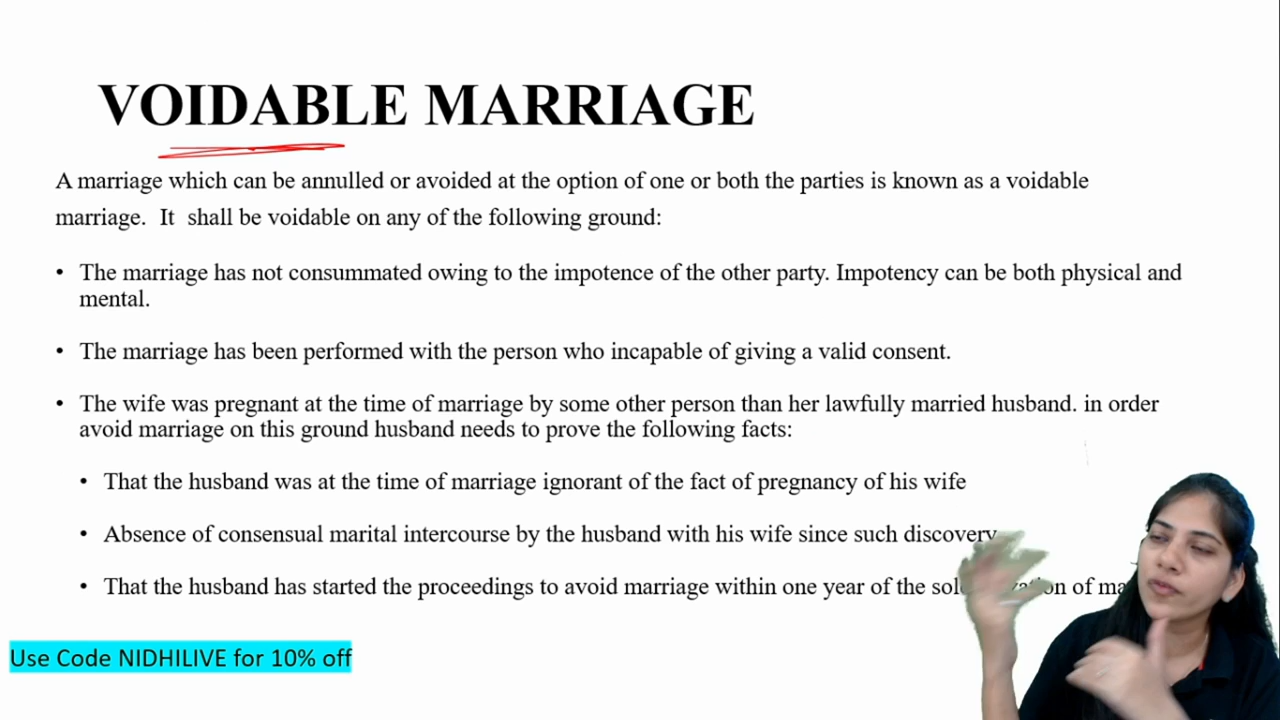 VOIDABLE MARRIAGE
A marriage which can be annulled or avoided at the option of one or both the parties is known as a voidable
marriage. It shall be voidable on any of the following ground:
• The marriage has not consummated owing to the impotence of the other party. Impotency can be both physical and
mental.
• The marriage has been performed with the person who incapable of giving a valid consent.
• The wife was pregnant at the time of marriage by some other person than her lawfully married husband. in order
avoid marriage on this ground husband needs to prove the following facts:
• That the husband was at the time of marriage ignorant of the fact of pregnancy of his wife
• Absence of consensual marital intercourse by the husband with his wife since such discovery
• That the husband has started the proceedings to avoid marriage within one year of the of
Use Code NIDHILIVE for 10% off